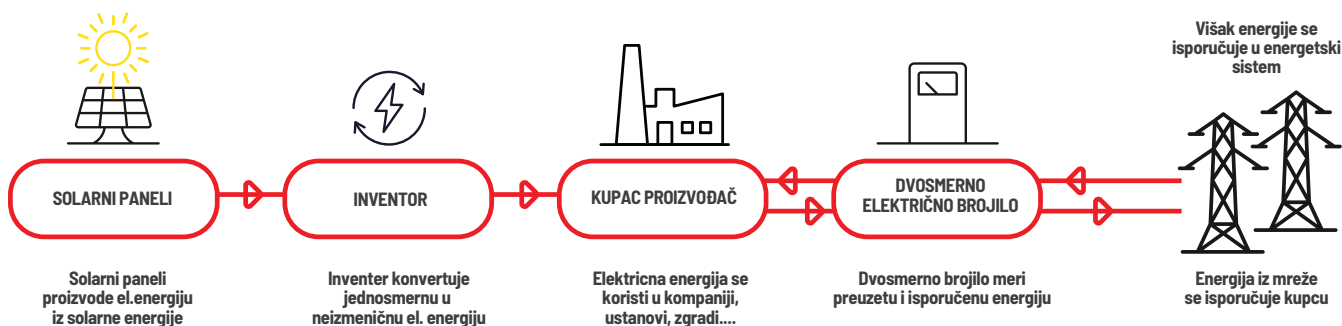 Višak energije se
isporučuje u energetski
sistem
SOLARNI PANELI
INVENTOR
KUPAC PROIZVOĐAČ
DVOSMERNO
ELEKTRIČNO BROJILO
Solarni paneli
proizvode el.energiju
iz solarne energije
Inventer konvertuje
jednosmernu u
neizmeničnu el. energiju
Elektricna energija se
koristi u kompaniji,
ustanovi, zgradi....
Dvosmerno brojilo meri
preuzetu i isporučenu energiju
Energija iz mreže
se isporučuje kupcu